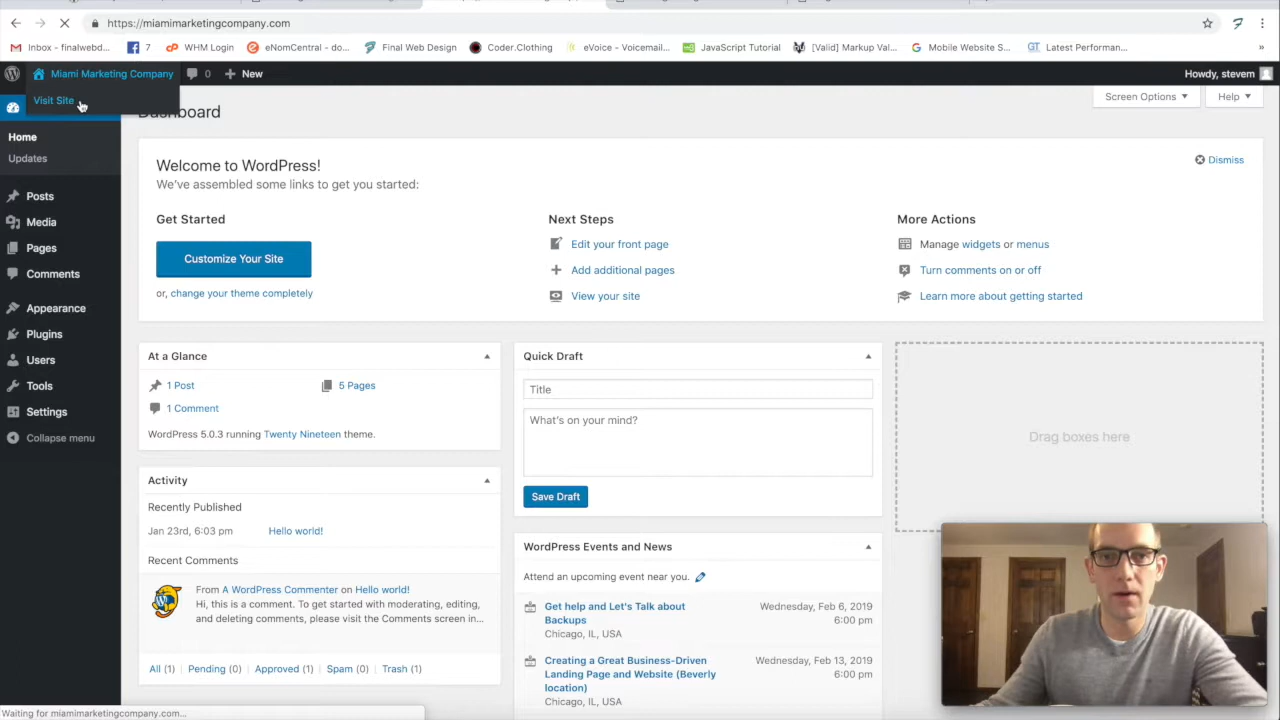 https://miamimarketingcompany.com
Inbox - finalwebd...
7
WHM Login
eNomCentral - do...
Final Web Design
Coder.Clothing
eVoice - Voicemail...
JavaScript Tutorial
[Valid] Markup Val...
Mobile Website S...
Latest Performan...
»
Miami Marketing Company
0
New
Howdy, stevem
Visit Site
Screen Options
Help
Dashboard
Home
Updates
Posts
Media
Pages
Comments
Appearance
Plugins
Users
Tools
Settings
Collapse menu
Welcome to WordPress!
Dismiss
We've assembled some links to get you started:
Get Started
Customize Your Site
or, change your theme completely
Next Steps
Edit your front page
Add additional pages
View your site
More Actions
Manage widgets or menus
Turn comments on or off
Learn more about getting started
At a Glance
1 Post
5 Pages
1 Comment
WordPress 5.0.3 running Twenty Nineteen theme.
Activity
Recently Published
Jan 23rd, 6:03 pm
Hello world!
Recent Comments
From A WordPress Commenter on Hello world!
Hi, this is a comment. To get started with moderating, editing,
and deleting comments, please visit the Comments screen in...
All (1)
Pending (0)
Approved (1)
Spam (0)
Trash (1)
Quick Draft
Title
What's on your mind?
Save Draft
WordPress Events and News
Attend an upcoming event near you.
Get help and Let's Talk about
Backups
Chicago, IL, USA
Wednesday, Feb 6, 2019
6:00 pm
Creating a Great Business-Driven
Landing Page and Website (Beverly
location)
Chicago, IL, USA
Wednesday, Feb 13, 2019
6:00 pm
Drag boxes here
Waiting for miamimarketingcompany.com...